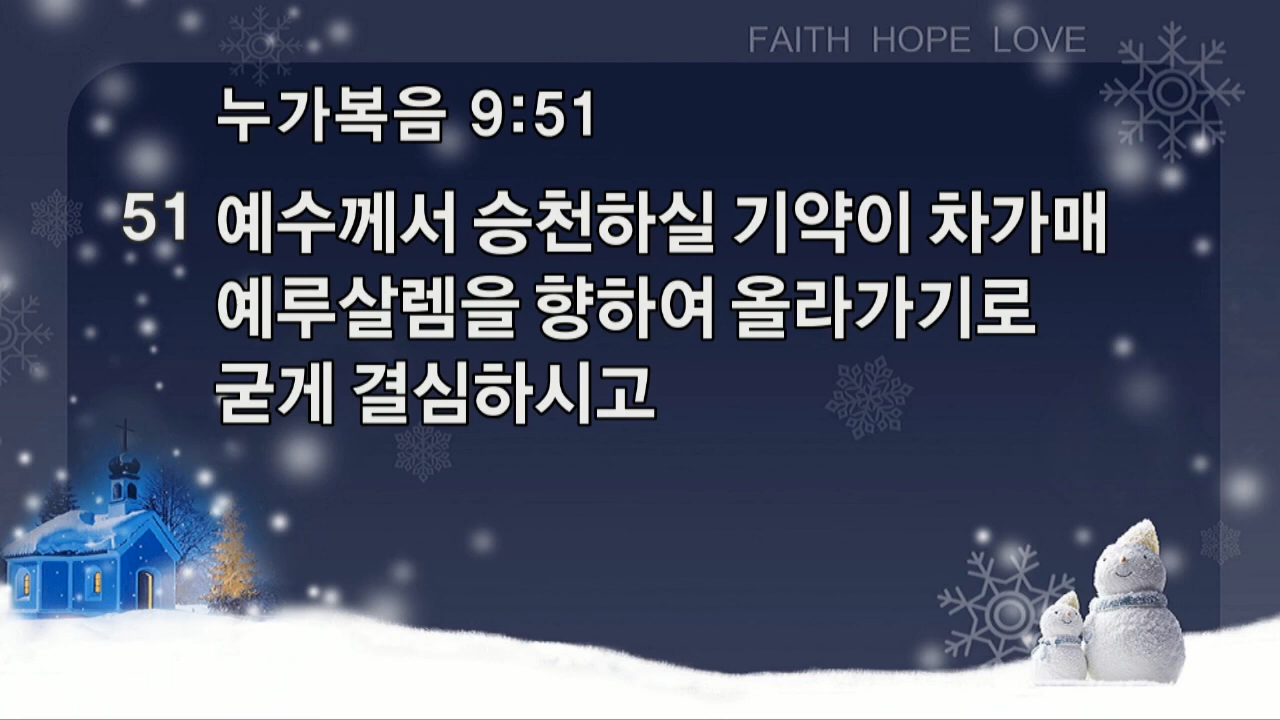 FAITH HOPE LOVE
누가복음 9:51
51 예수께서 승천하실 기약이 차가매
예루살렘을 향하여 올라가기로
굳게 결심하시고